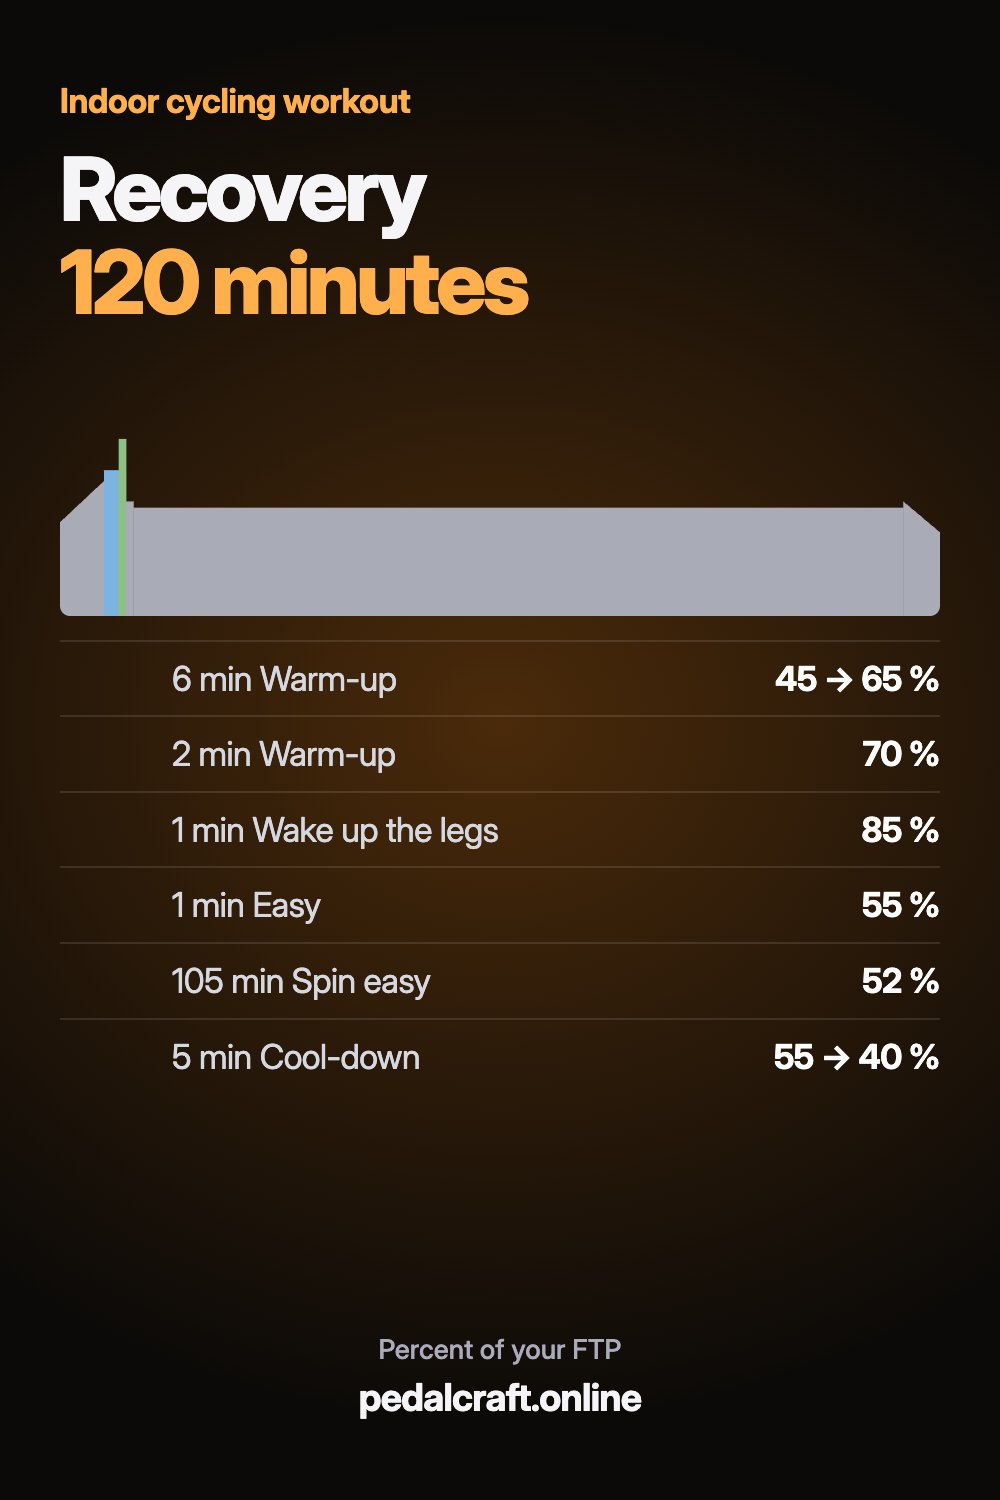 Indoor cycling workout
Recovery
120 minutes
6 min Warm-up 45 → 65 %
2 min Warm-up 70 %
1 min Wake up the legs 85 %
1 min Easy 55 %
105 min Spin easy 52 %
5 min Cool-down 55 → 40 %
Percent of your FTP
pedalcraft.online